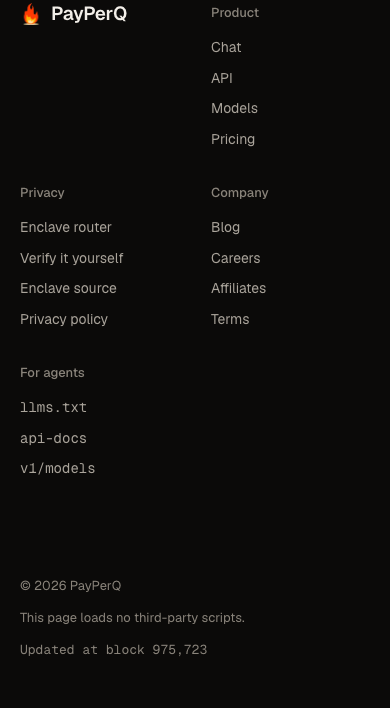 PayPerQ
Product
Chat
API
Models
Pricing
Privacy
Enclave router
Verify it yourself
Enclave source
Privacy policy
Company
Blog
Careers
Affiliates
Terms
For agents
llms.txt
api-docs
v1/models
© 2026 PayPerQ
This page loads no third-party scripts.
Updated at block 975,723